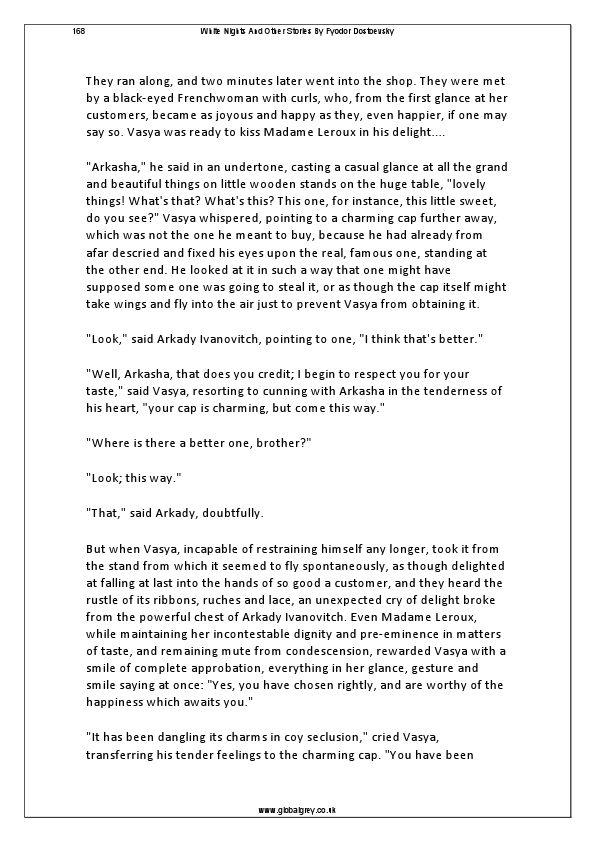 168
White Nights And Other Stories By Fyodor Dostoevsky
They ran along, and two minutes later went into the shop. They were met
by a black-eyed Frenchwoman with curls, who, from the first glance at her
customers, became as joyous and happy as they, even happier, if one may
say so. Vasya was ready to kiss Madame Leroux in his delight....
"Arkasha," he said in an undertone, casting a casual glance at all the grand
and beautiful things on little wooden stands on the huge table, "lovely
things! What's that? What's this? This one, for instance, this little sweet,
do you see?" Vasya whispered, pointing to a charming cap further away,
which was not the one he meant to buy, because he had already from
afar descried and fixed his eyes upon the real, famous one, standing at
the other end. He looked at it in such a way that one might have
supposed some one was going to steal it, or as though the cap itself might
take wings and fly into the air just to prevent Vasya from obtaining it.
"Look," said Arkady Ivanovitch, pointing to one, "I think that's better."
"Well, Arkasha, that does you credit; I begin to respect you for your
taste," said Vasya, resorting to cunning with Arkasha in the tenderness of
his heart, "your cap is charming, but come this way."
"Where is there a better one, brother?"
"Look; this way."
"That," said Arkady, doubtfully.
But when Vasya, incapable of restraining himself any longer, took it from
the stand from which it seemed to fly spontaneously, as though delighted
at falling at last into the hands of so good a customer, and they heard the
rustle of its ribbons, ruches and lace, an unexpected cry of delight broke
from the powerful chest of Arkady Ivanovitch. Even Madame Leroux,
while maintaining her incontestable dignity and pre-eminence in matters
of taste, and remaining mute from condescension, rewarded Vasya with a
smile of complete approbation, everything in her glance, gesture and
smile saying at once: "Yes, you have chosen rightly, and are worthy of the
happiness which awaits you."
"It has been dangling its charms in coy seclusion," cried Vasya,
transferring his tender feelings to the charming cap. "You have been
www.globalgrey.co.uk